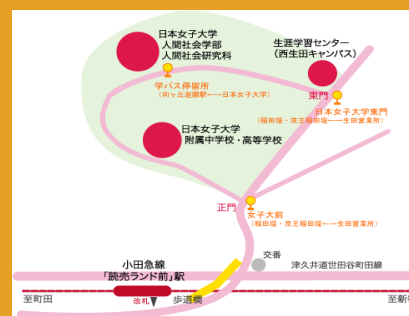 日本女子大学
人間社会学部
人間社会研究科
生涯学習センター
(西生田キャンパス)
学バス停留所
(向ヶ丘遊園駅←→日本女子大学)
東門
日本女子大学東門
(稲田堤・京王稲田堤←→生田営業所)
日本女子大学
附属中学校・高等学校
正門
女子大前
(稲田堤・京王稲田堤←→生田営業所)
交番
小田急線
「読売ランド前」駅
津久井道世田谷町田線
至町田
改札
歩道橋
至新